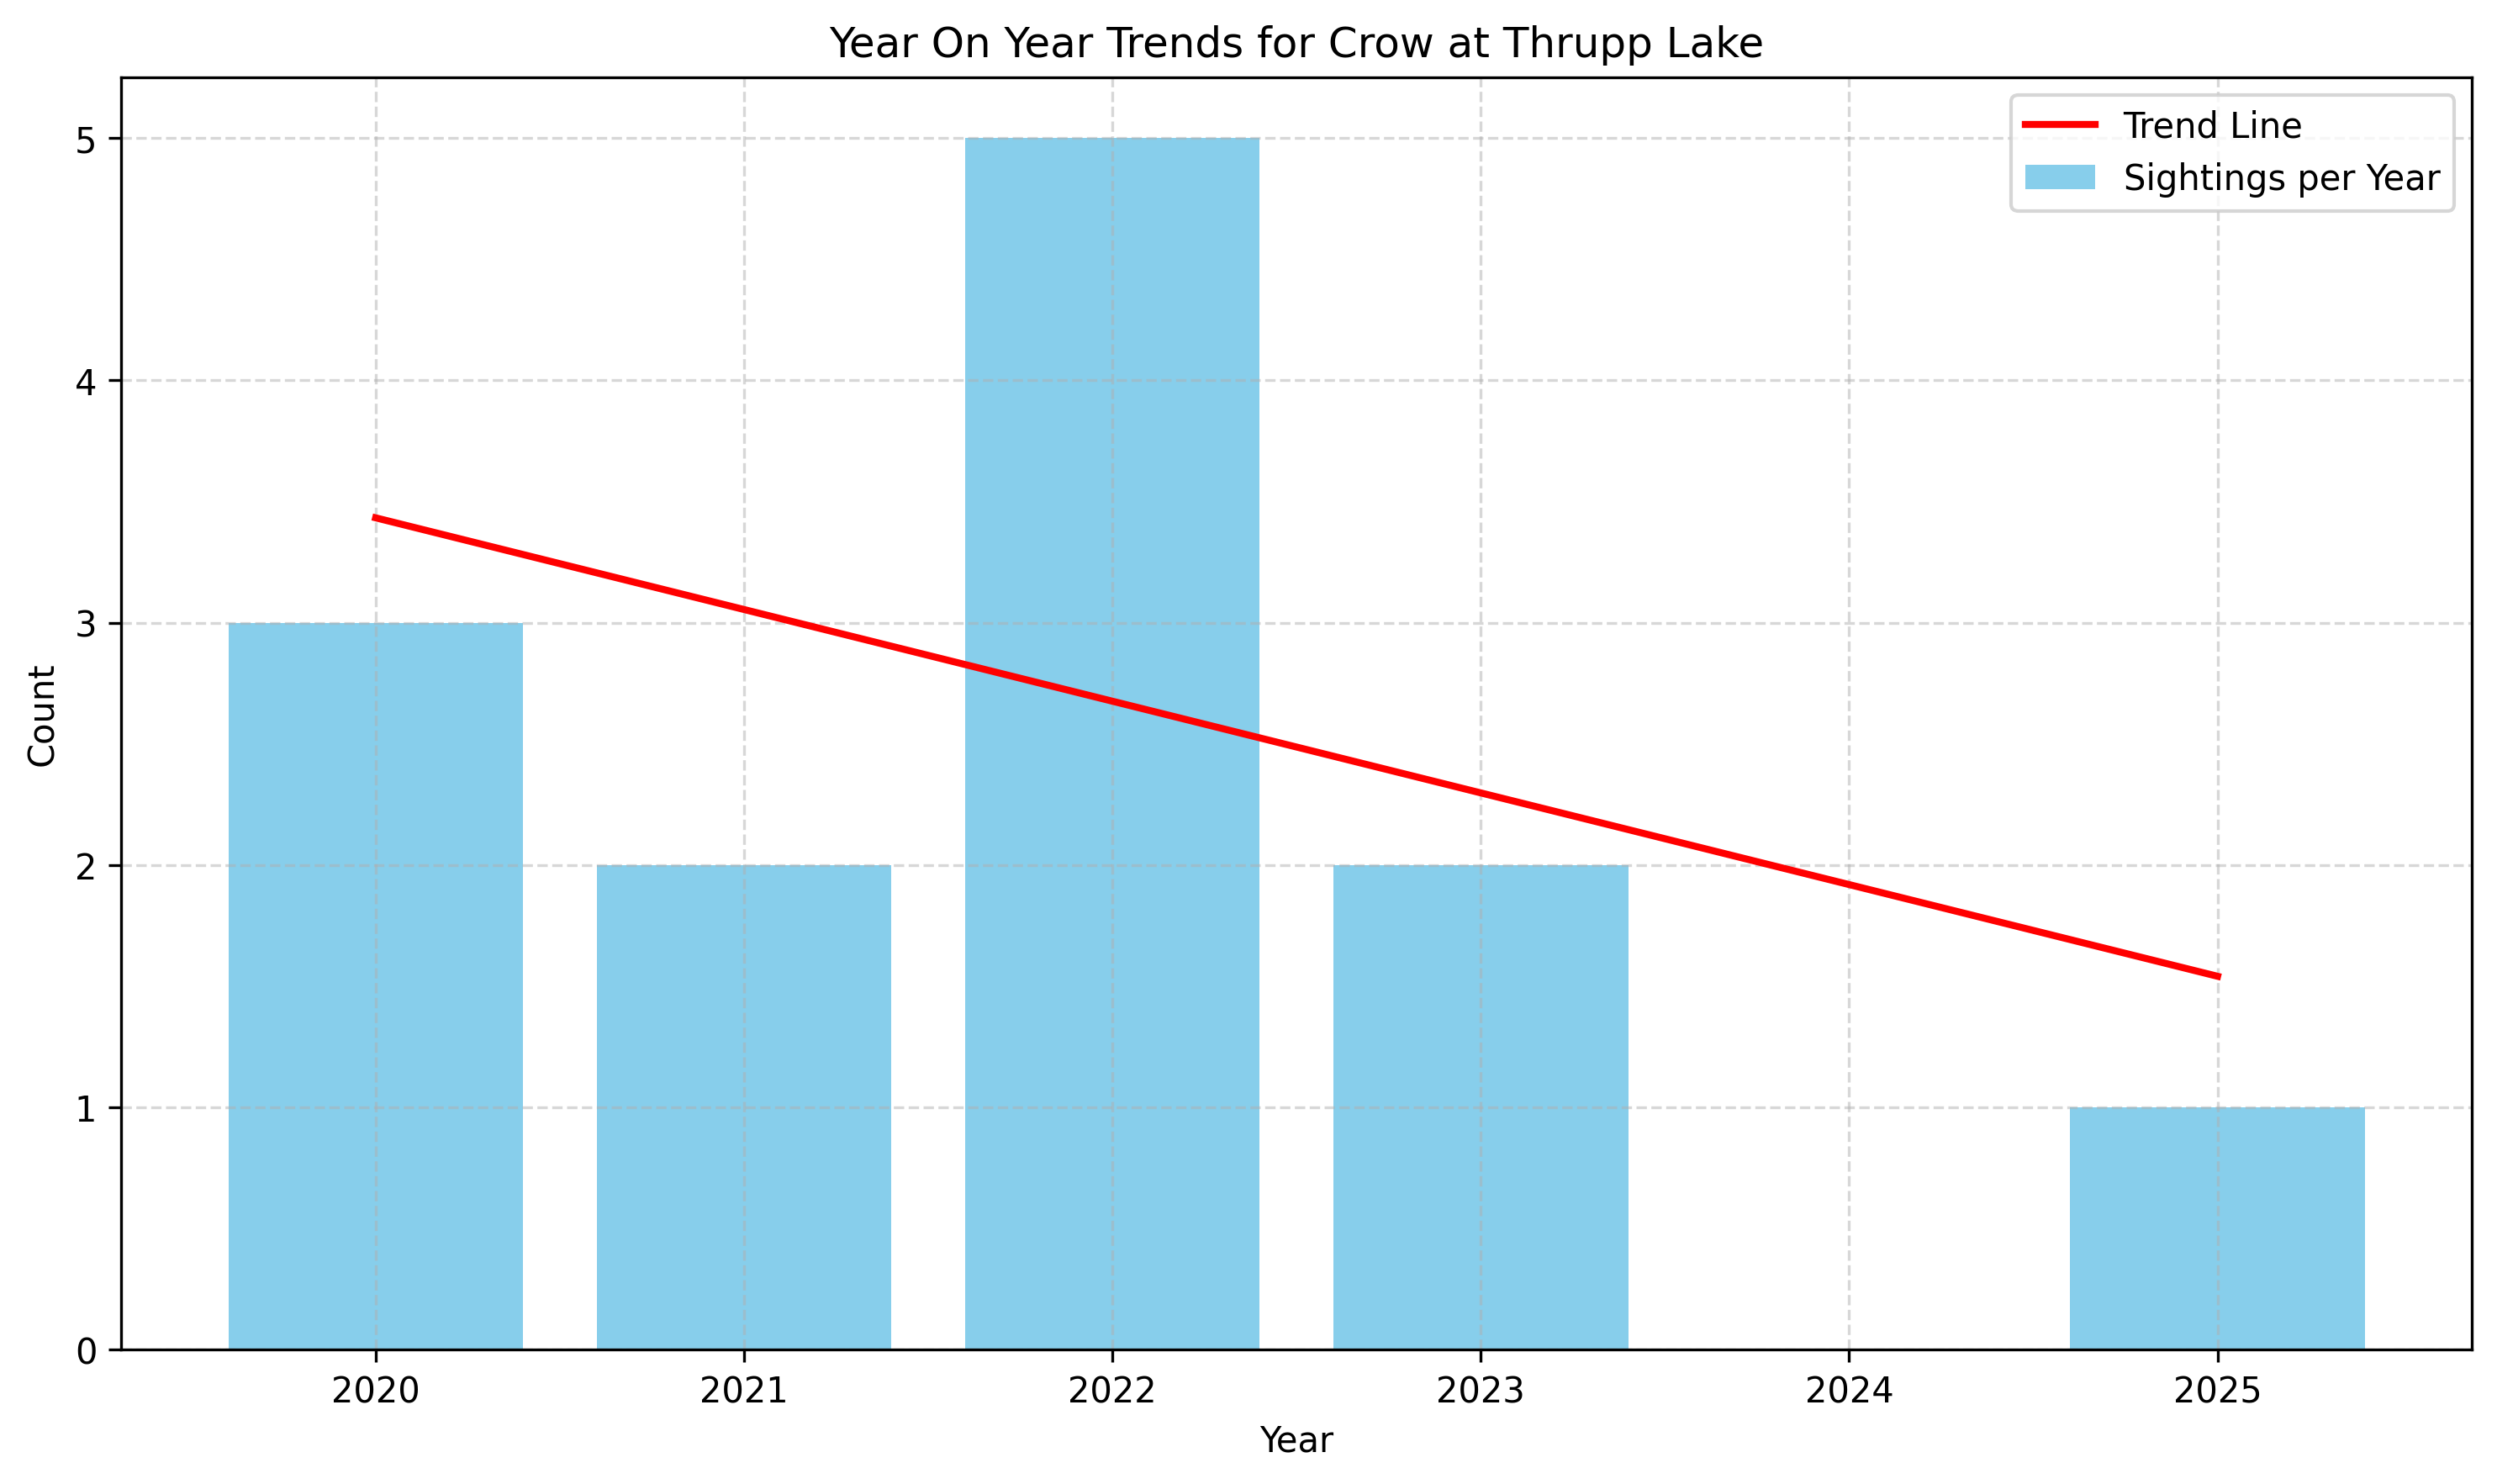 Year On Year Trends for Crow at Thrupp Lake
Trend Line
Sightings per Year
5
4
3
2
1
0
Count
2020 2021 2022 2023 2024 2025
Year